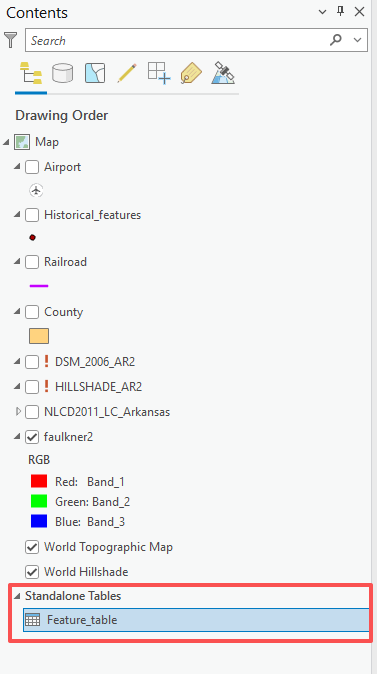 Contents
Search
Drawing Order
Map
Airport
Historical_features
Railroad
County
! DSM_2006_AR2
! HILLSHADE_AR2
NLCD2011_LC_Arkansas
faulkner2
RGB
Red: Band_1
Green: Band_2
Blue: Band_3
World Topographic Map
World Hillshade
Standalone Tables
Feature_table